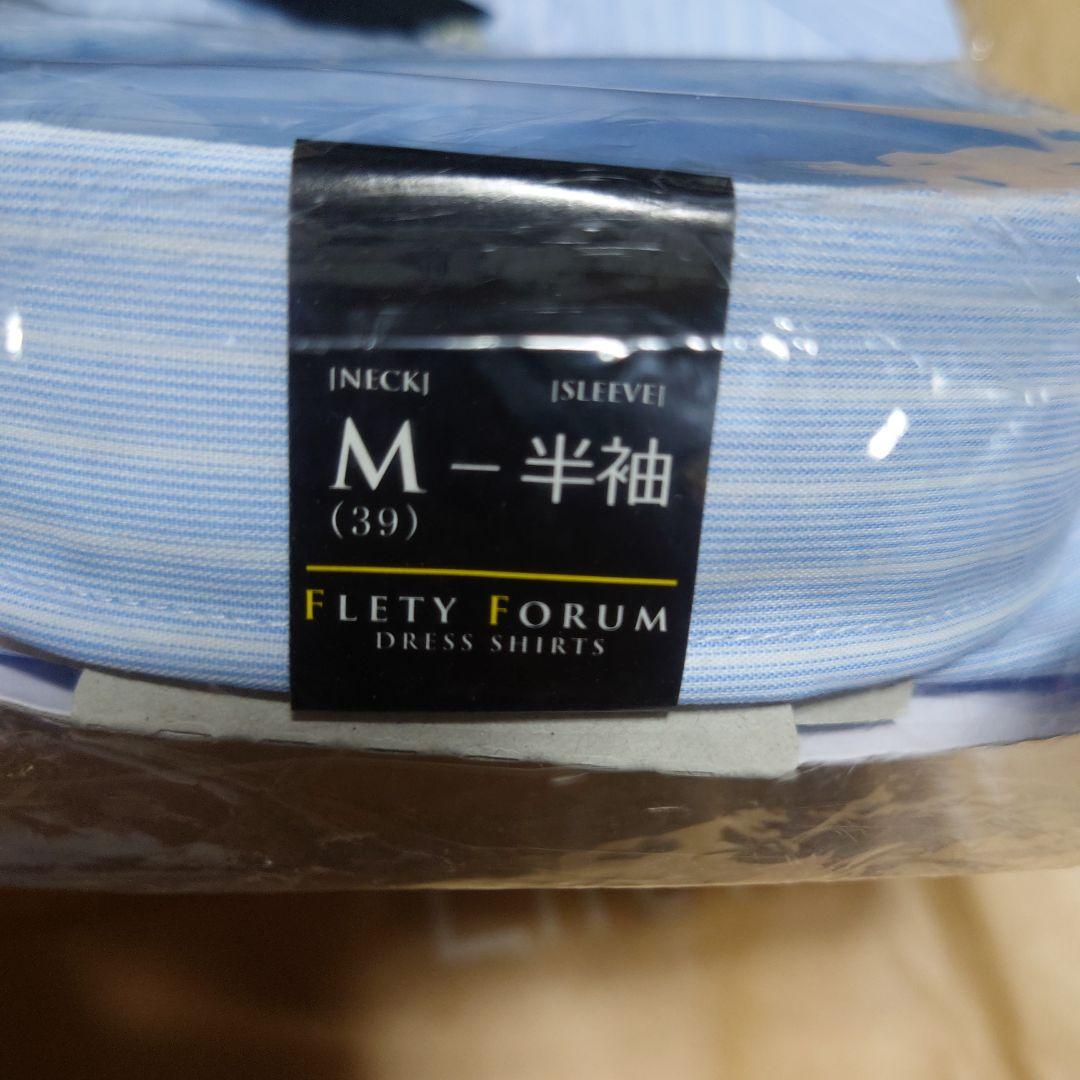 |NECK| |SLEEVE|
M － 半袖
(39)
FLETY FORUM
DRESS SHIRTS